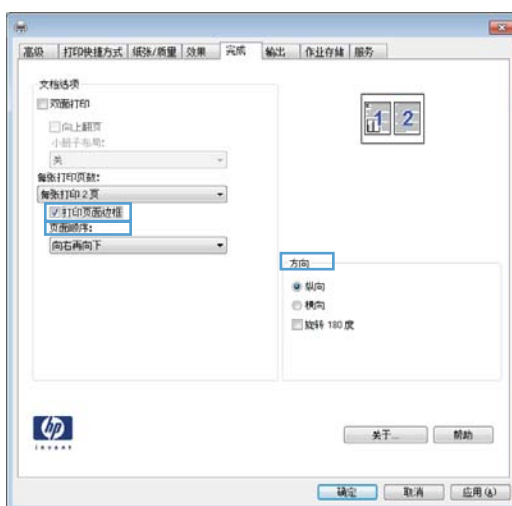 高级 打印快捷方式 纸张/质量 效果 完成 输出 作业存储 服务
文档选项
双面打印
向上翻页
小册子布局:
关
每张打印页数:
每张打印 2 页
打印页面边框
页面顺序:
向右再向下
1 2
方向
纵向
横向
旋转 180 度
hp
invent
关于... 帮助
确定 取消 应用(A)